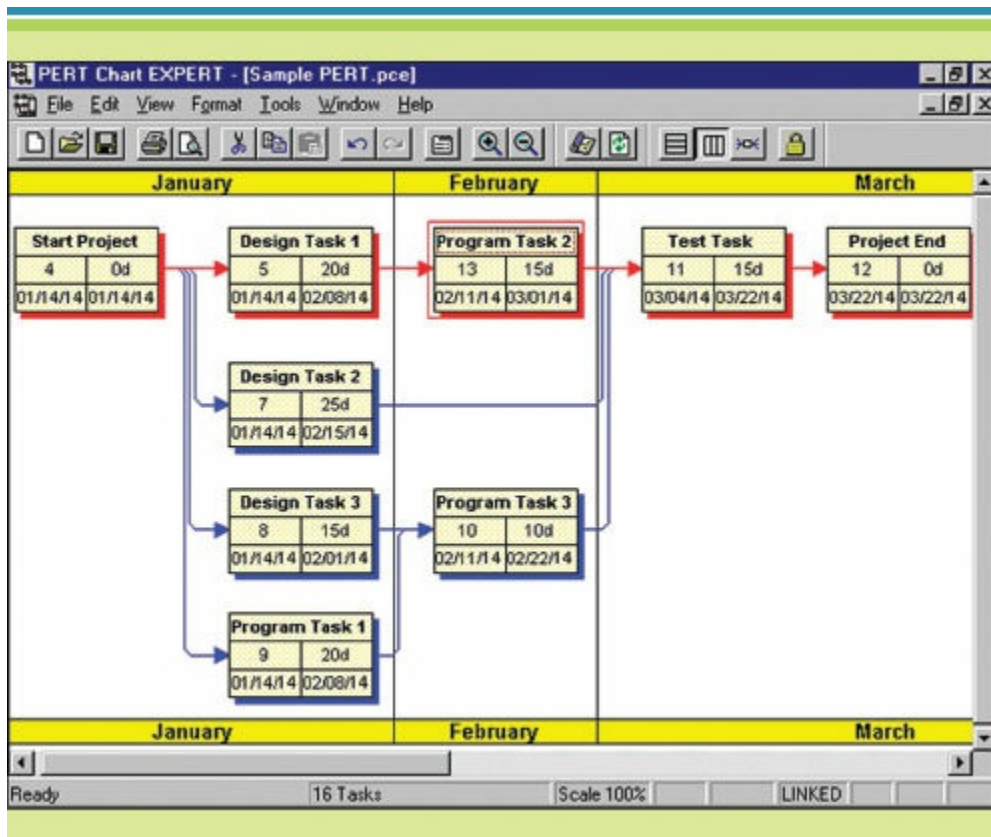 PERT Chart EXPERT - [Sample PERT.pce]
File Edit View Format Tools Window Help
January February March
Start Project Design Task 1 Program Task 2 Test Task Project End
4 0d 5 20d 13 15d 11 15d 12 0d
01/14/14 01/14/14 01/14/14 02/08/14 02/11/14 03/01/14 03/04/14 03/22/14 03/22/14 03/22/14
Design Task 2
7 25d
01/14/14 02/15/14
Design Task 3 Program Task 3
8 15d 10 10d
01/14/14 02/01/14 02/11/14 02/22/14
Program Task 1
9 20d
01/14/14 02/08/14
January February March
Ready 16 Tasks Scale 100% LINKED